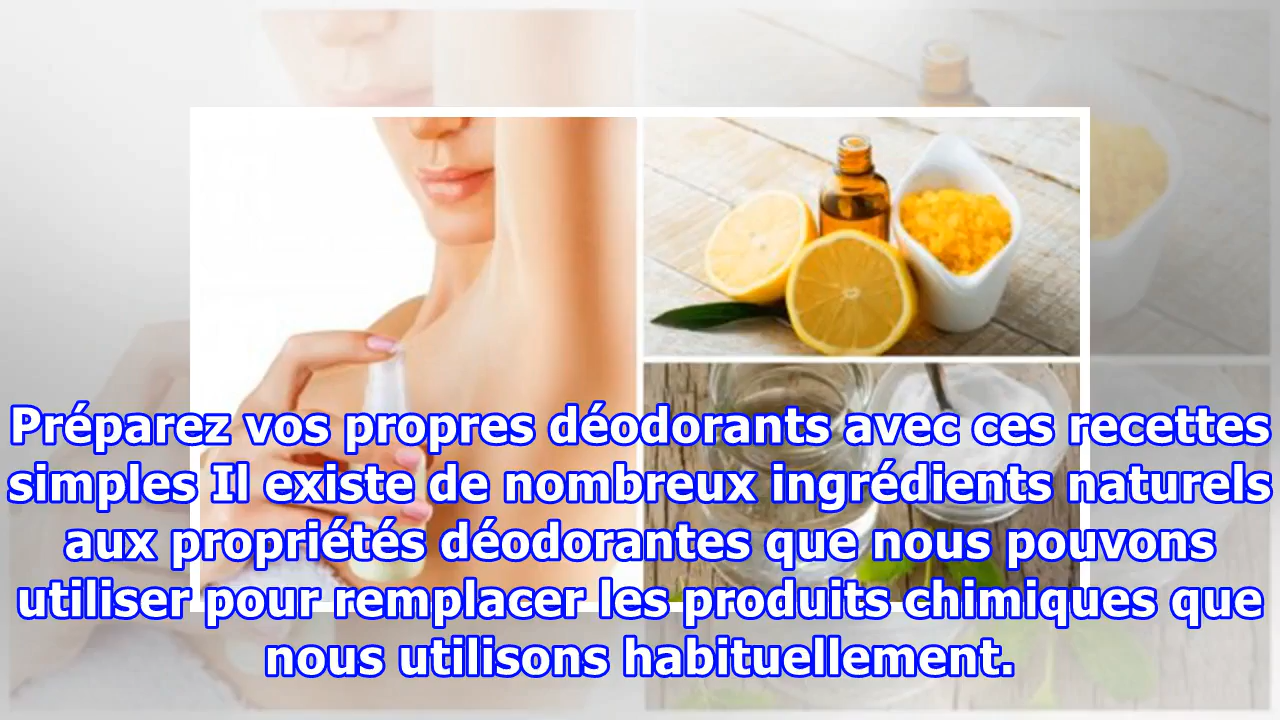 Préparez vos propres déodorants avec ces recettes
simples Il existe de nombreux ingrédients naturels
aux propriétés déodorantes que nous pouvons
utiliser pour remplacer les produits chimiques que
nous utilisons habituellement.